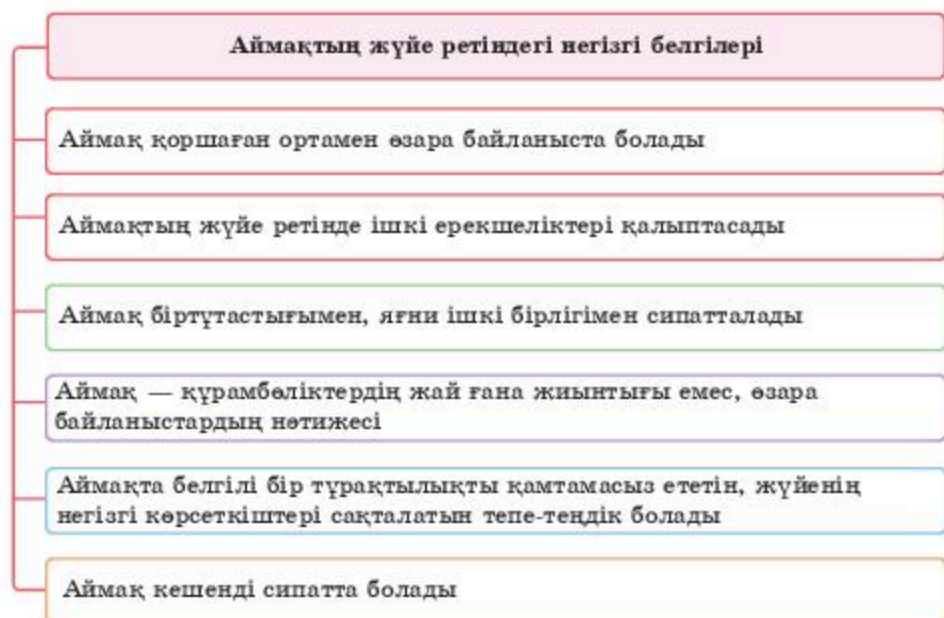 Аймақтың жүйе ретіндегі негізгі белгілері
Аймақ қоршаған ортамен өзара байланыста болады
Аймақтың жүйе ретінде ішкі ерекшеліктері қалыптасады
Аймақ біртұтастығымен, яғни ішкі бірлігімен сипатталады
Аймақ — құрамбөліктердің жай ғана жиынтығы емес, өзара
байланыстардың нәтижесі
Аймақта белгілі бір тұрақтылықты қамтамасыз ететін, жүйенің
негізгі көрсеткіштері сақталатын тепе-теңдік болады
Аймақ кешенді сипатта болады